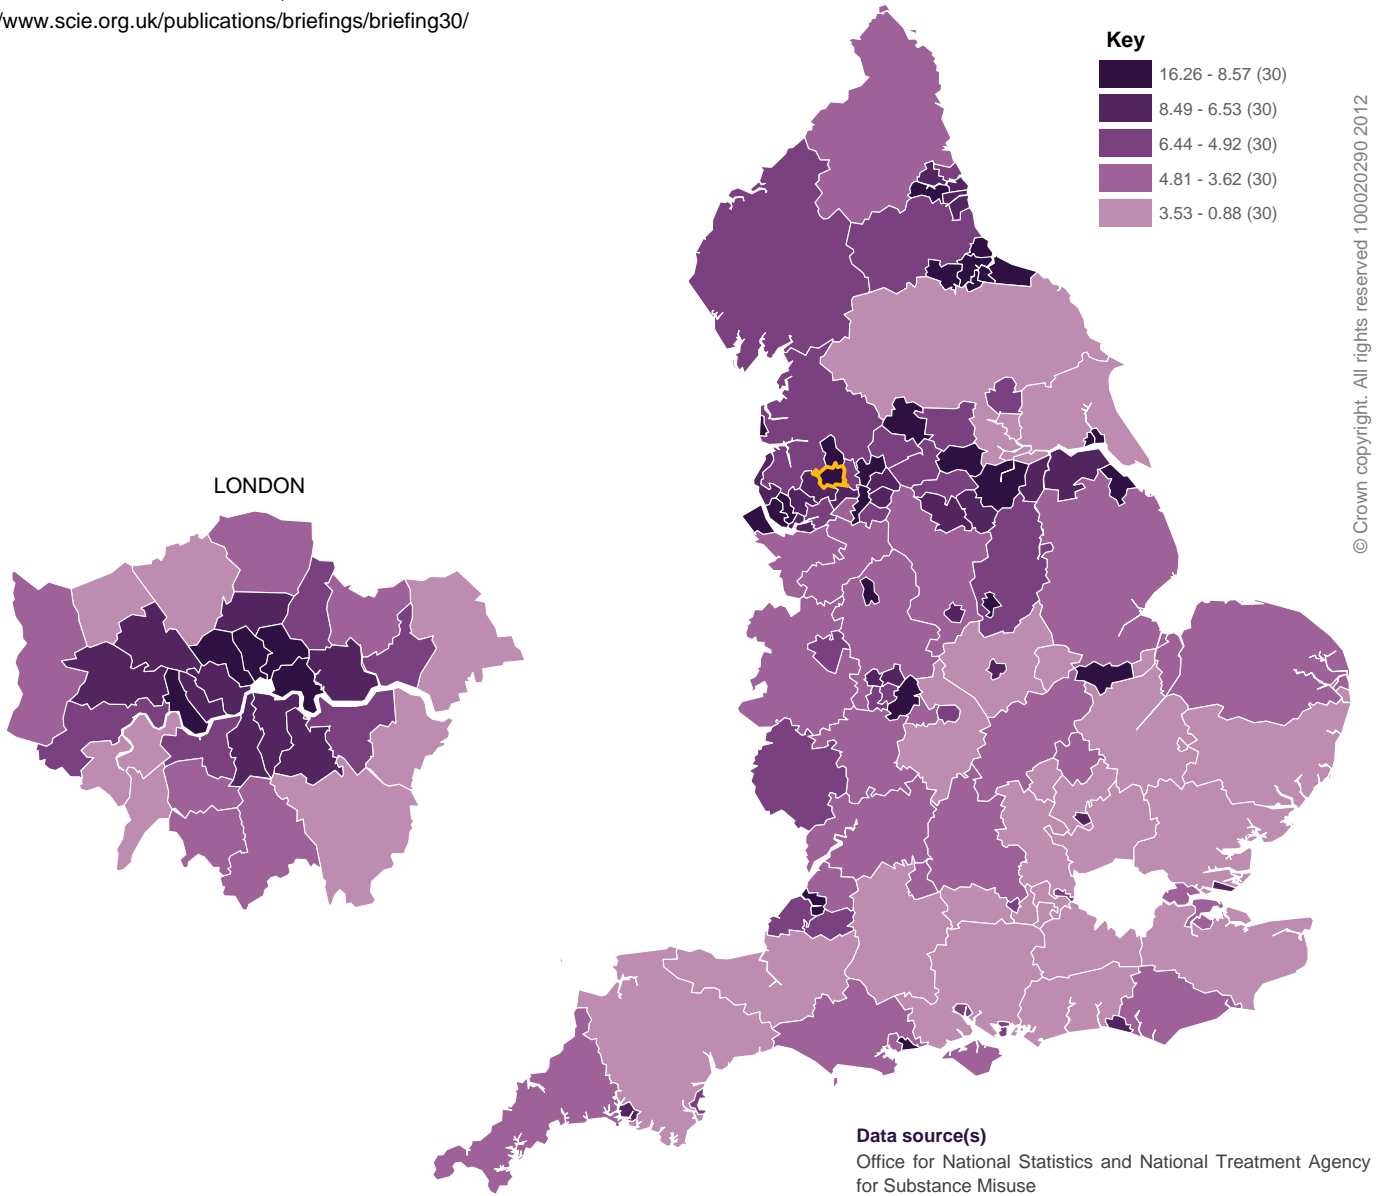 /www.scie.org.uk/publications/briefings/briefing30/
Key
16.26 - 8.57 (30)
8.49 - 6.53 (30)
6.44 - 4.92 (30)
4.81 - 3.62 (30)
3.53 - 0.88 (30)
© Crown copyright. All rights reserved 100020290 2012
LONDON
Data source(s)
Office for National Statistics and National Treatment Agency
for Substance Misuse